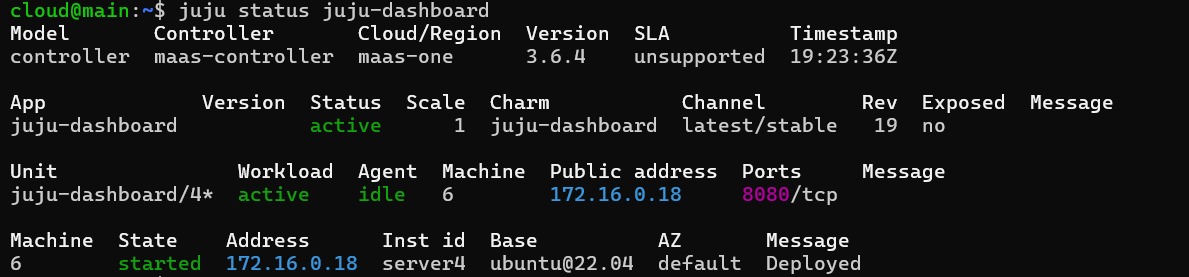 cloud@main:~$ juju status juju-dashboard
Model Controller Cloud/Region Version SLA Timestamp
controller maas-controller maas-one 3.6.4 unsupported 19:23:36Z
App Version Status Scale Charm Channel Rev Exposed Message
juju-dashboard active 1 juju-dashboard latest/stable 19 no
Unit Workload Agent Machine Public address Ports Message
juju-dashboard/4* active idle 6 172.16.0.18 8080/tcp
Machine State Address Inst id Base AZ Message
6 started 172.16.0.18 server4 ubuntu@22.04 default Deployed